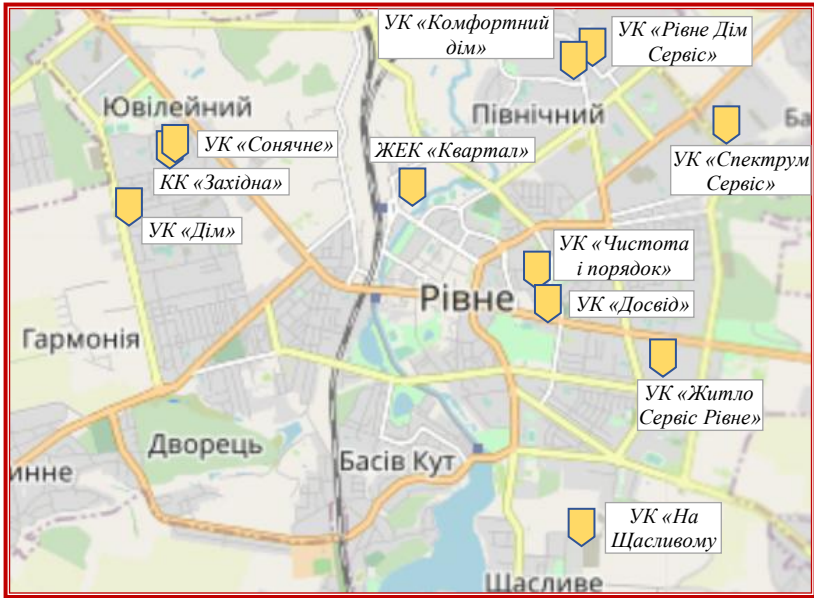 УК «Комфортний
дім»
УК «Рівне Дім
Сервіс»
Ювілейний
Північний
Ба
УК «Сонячне»
ЖЕК «Квартал»
УК «Спектрум
Сервіс»
КК «Західна»
УК «Дім»
УК «Чистота
і порядок»
Рівне
УК «Досвід»
Гармонія
УК «Житло
Сервіс Рівне»
Дворець
Басів Кут
инне
УК «На
Щасливому
Щасливе